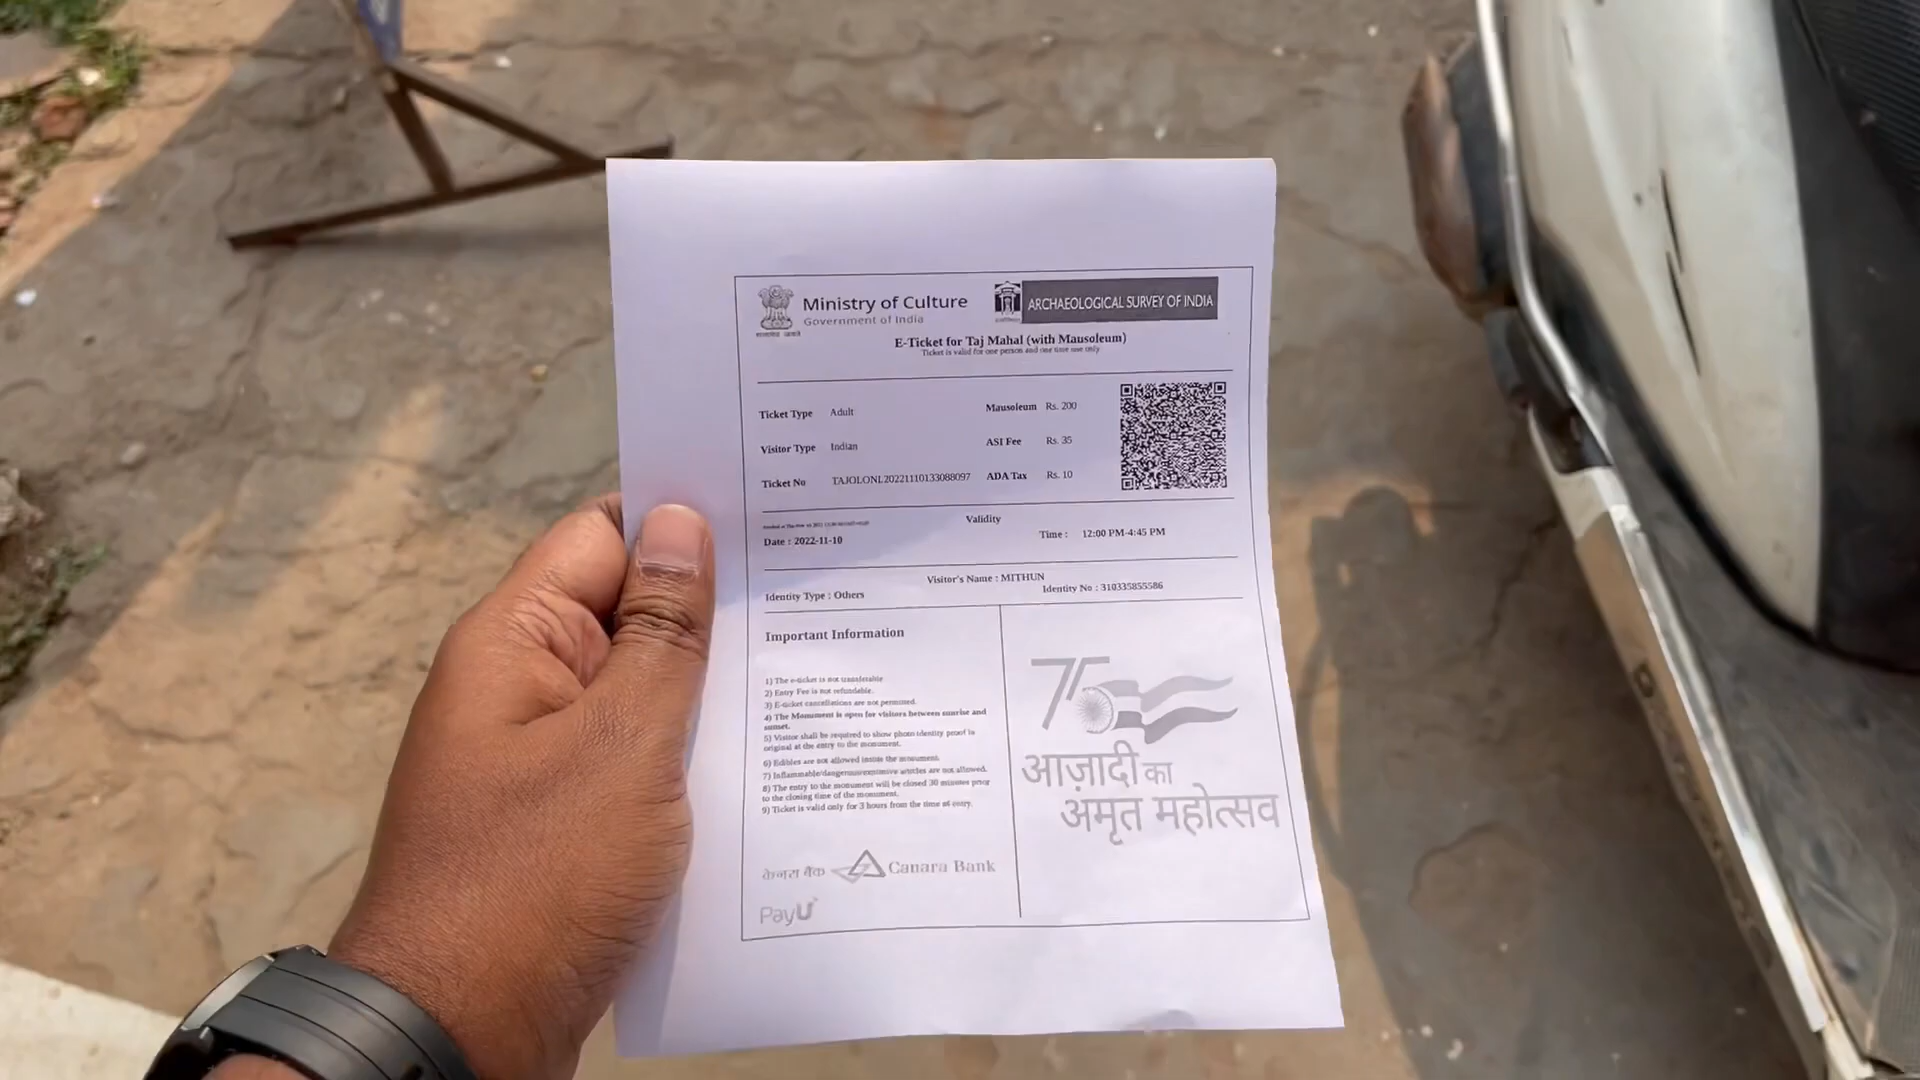 Ministry of Culture
Government of India
ARCHAEOLOGICAL SURVEY OF INDIA
E-Ticket for Taj Mahal (with Mausoleum)
Ticket is valid for one person and one time use only
Ticket Type Adult Mausoleum Rs. 200
Visitor Type Indian ASI Fee Rs. 35
Ticket No TAJOLONL20221110133088097 ADA Tax Rs. 10
Validity
Date : 2022-11-10 Time : 12:00 PM-4:45 PM
Visitor's Name : MITHUN
Identity Type : Others Identity No : 310335855586
Important Information
1) The e-ticket is not transferable
2) Entry Fee is not refundable.
3) E-ticket cancellations are not permitted.
4) The Monument is open for visitors between sunrise and
sunset.
5) Visitor shall be required to show photo identity proof in
original at the entry to the monument.
6) Edibles are not allowed inside the monument.
7) Inflammable/dangerous/explosive articles are not allowed.
8) The entry to the monument will be closed 30 minutes prior
to the closing time of the monument.
9) Ticket is valid only for 3 hours from the time of entry.
75
आज़ादी का
अमृत महोत्सव
केनरा बैंक Canara Bank
PayU